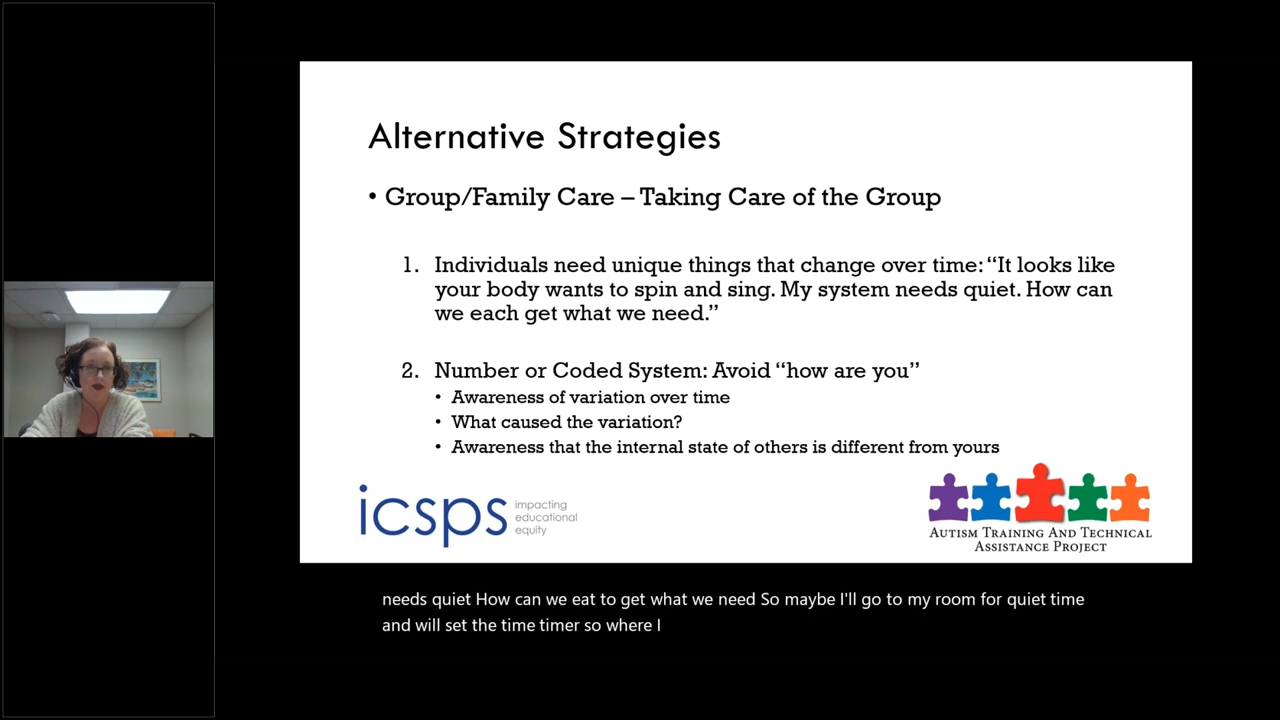 Alternative Strategies
• Group/Family Care – Taking Care of the Group
1. Individuals need unique things that change over time: “It looks like
your body wants to spin and sing. My system needs quiet. How can
we each get what we need.”
2. Number or Coded System: Avoid “how are you”
• Awareness of variation over time
• What caused the variation?
• Awareness that the internal state of others is different from yours
icsps
impacting
educational
equity
Autism Training And Technical
Assistance Project
needs quiet How can we eat to get what we need So maybe I'll go to my room for quiet time
and will set the time timer so where I